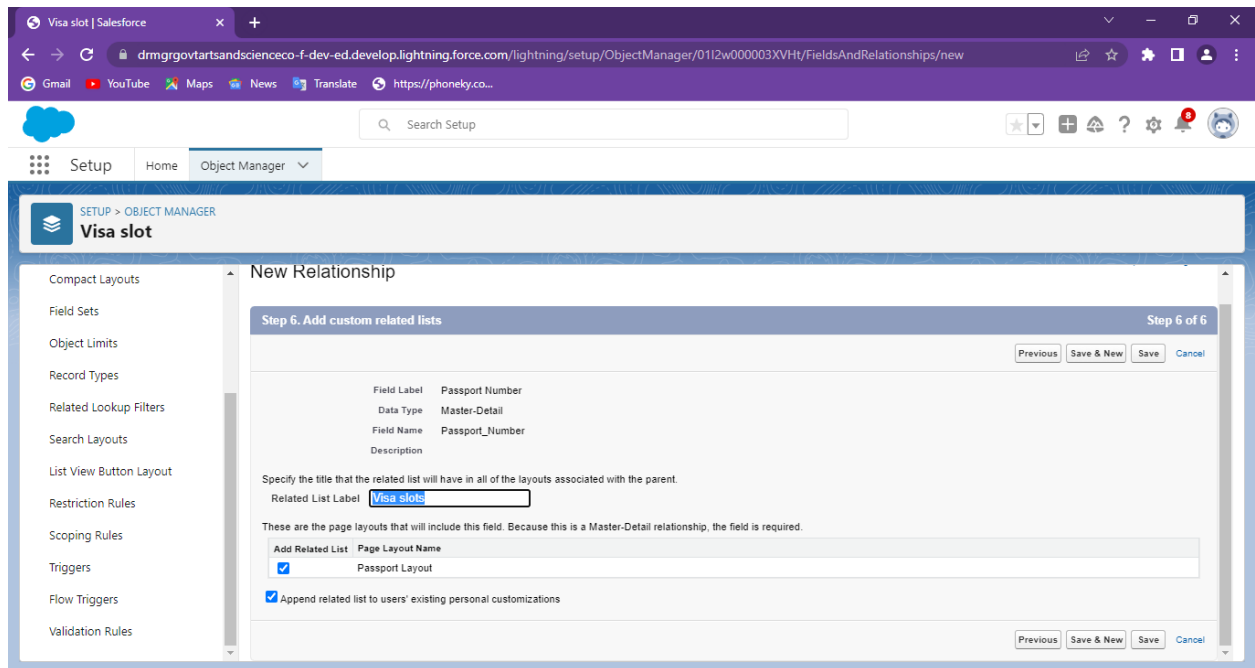 Visa slot | Salesforce
drmgrgovtartsandscienceco-f-dev-ed.develop.lightning.force.com/lightning/setup/ObjectManager/01I2w000003XVHt/FieldsAndRelationships/new
Gmail YouTube Maps News Translate https://phoneky.co...
Search Setup
8
Setup Home Object Manager
SETUP > OBJECT MANAGER
Visa slot
Compact Layouts
Field Sets
Object Limits
Record Types
Related Lookup Filters
Search Layouts
List View Button Layout
Restriction Rules
Scoping Rules
Triggers
Flow Triggers
Validation Rules
New Relationship
Step 6. Add custom related lists Step 6 of 6
Previous Save & New Save Cancel
Field Label Passport Number
Data Type Master-Detail
Field Name Passport_Number
Description
Specify the title that the related list will have in all of the layouts associated with the parent.
Related List Label Visa slots
These are the page layouts that will include this field. Because this is a Master-Detail relationship, the field is required.
Add Related List Page Layout Name
Passport Layout
Append related list to users' existing personal customizations
Previous Save & New Save Cancel